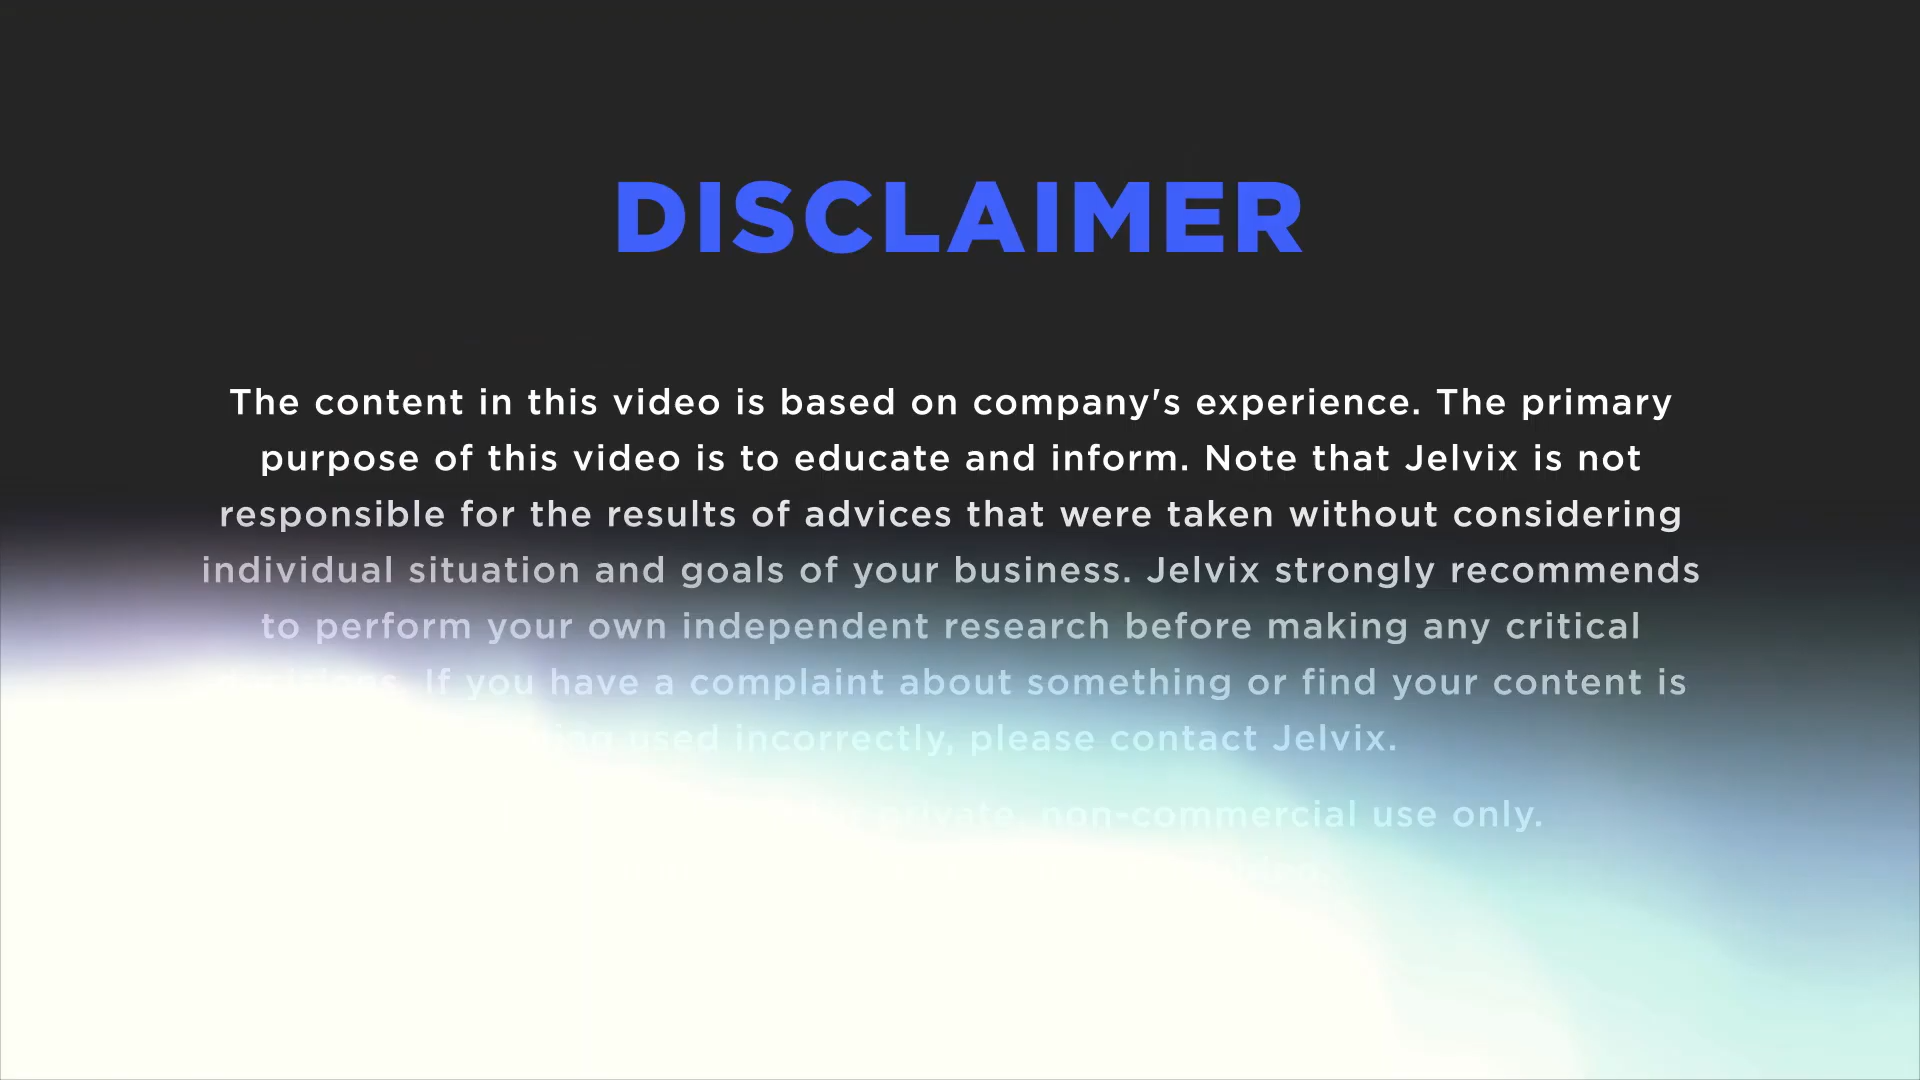 DISCLAIMER
The content in this video is based on company's experience. The primary
purpose of this video is to educate and inform. Note that Jelvix is not
responsible for the results of advices that were taken without considering
individual situation and goals of your business. Jelvix strongly recommends
to perform your own independent research before making any critical
decisions. If you have a complaint about something or find your content is
used incorrectly, please contact Jelvix.
private, non-commercial use only.